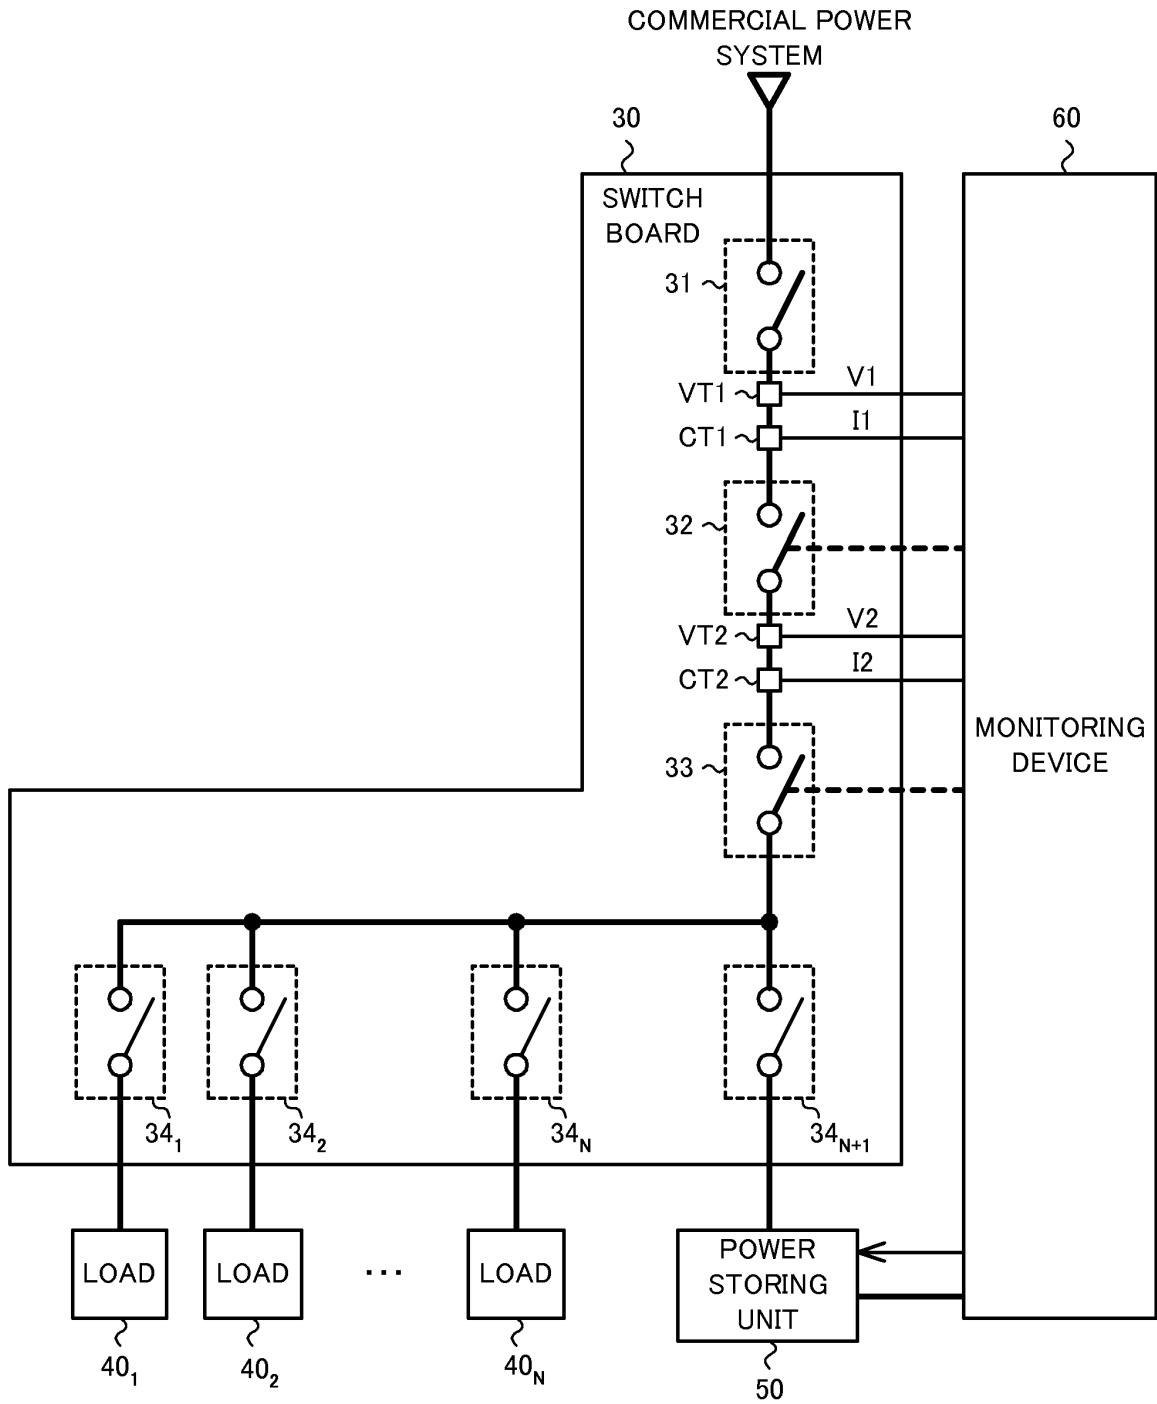 COMMERCIAL POWER
SYSTEM
30
60
SWITCH
BOARD
31
VT1
V1
CT1
I1
32
VT2
V2
CT2
I2
MONITORING
DEVICE
33
34₁
34₂
34N
34N+1
LOAD
LOAD
...
LOAD
POWER
STORING
UNIT
40₁
40₂
40N
50